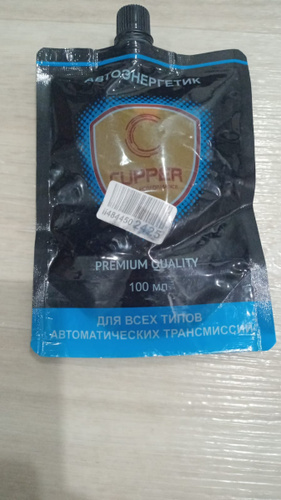 АВТОЭНЕРГЕТИК
CUPPER
PREMIUM QUALITY
100 мл
ДЛЯ ВСЕХ ТИПОВ
АВТОМАТИЧЕСКИХ ТРАНСМИССИЙ